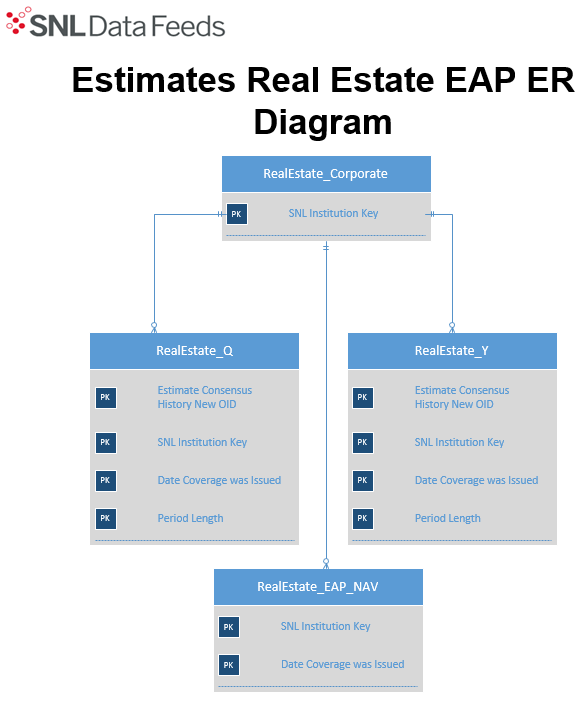 SNL Data Feeds
Estimates Real Estate EAP ER
Diagram
RealEstate_Corporate
PK SNL Institution Key
RealEstate_Q
PK Estimate Consensus
History New OID
PK SNL Institution Key
PK Date Coverage was Issued
PK Period Length
RealEstate_Y
PK Estimate Consensus
History New OID
PK SNL Institution Key
PK Date Coverage was Issued
PK Period Length
RealEstate_EAP_NAV
PK SNL Institution Key
PK Date Coverage was Issued